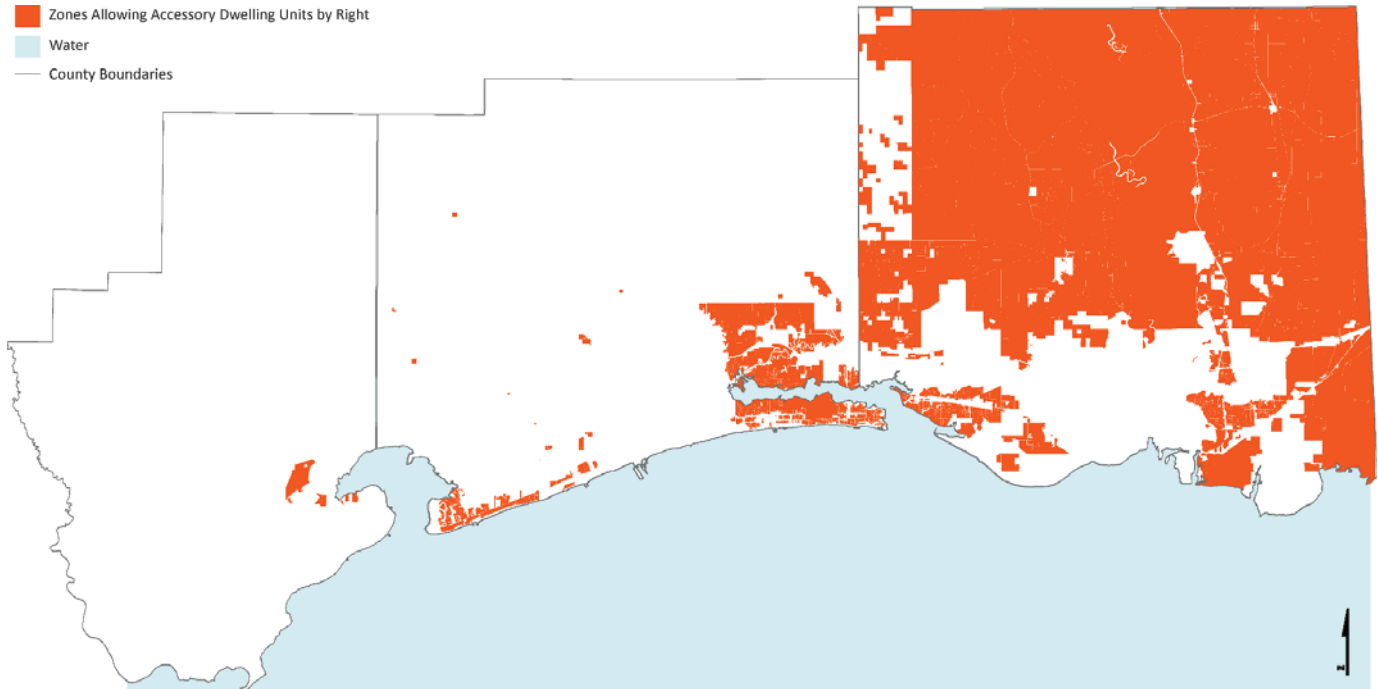 Zones Allowing Accessory Dwelling Units by Right
Water
County Boundaries
N